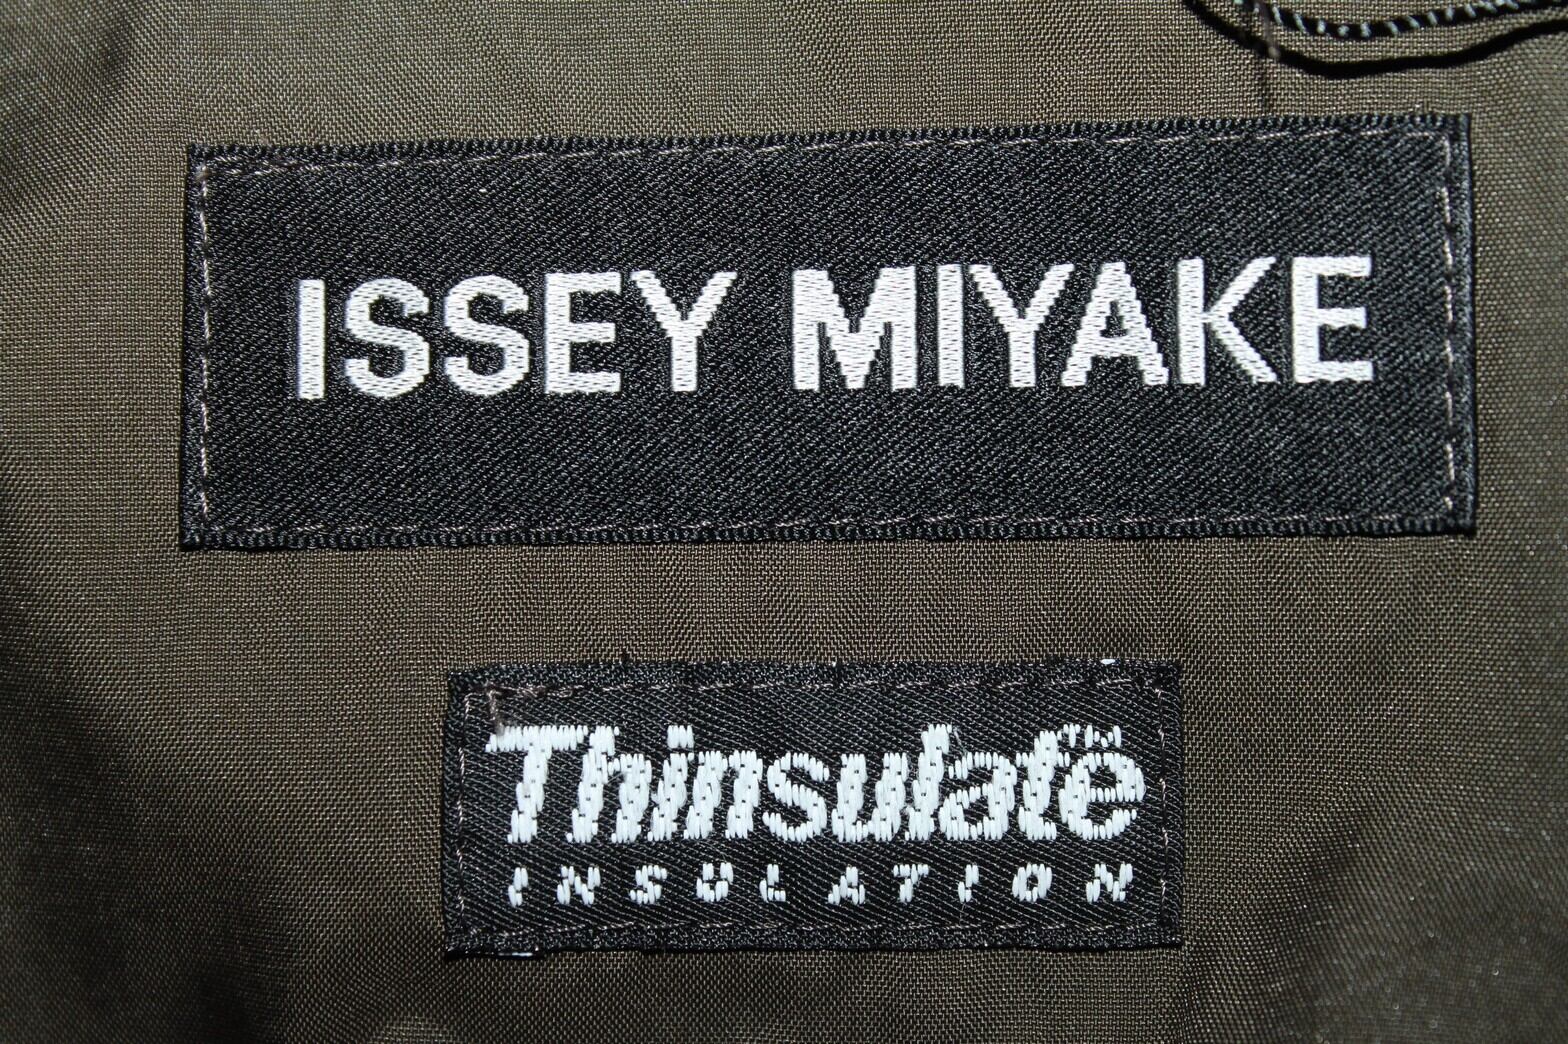 ISSEY MIYAKE
Thinsulate™
INSULATION